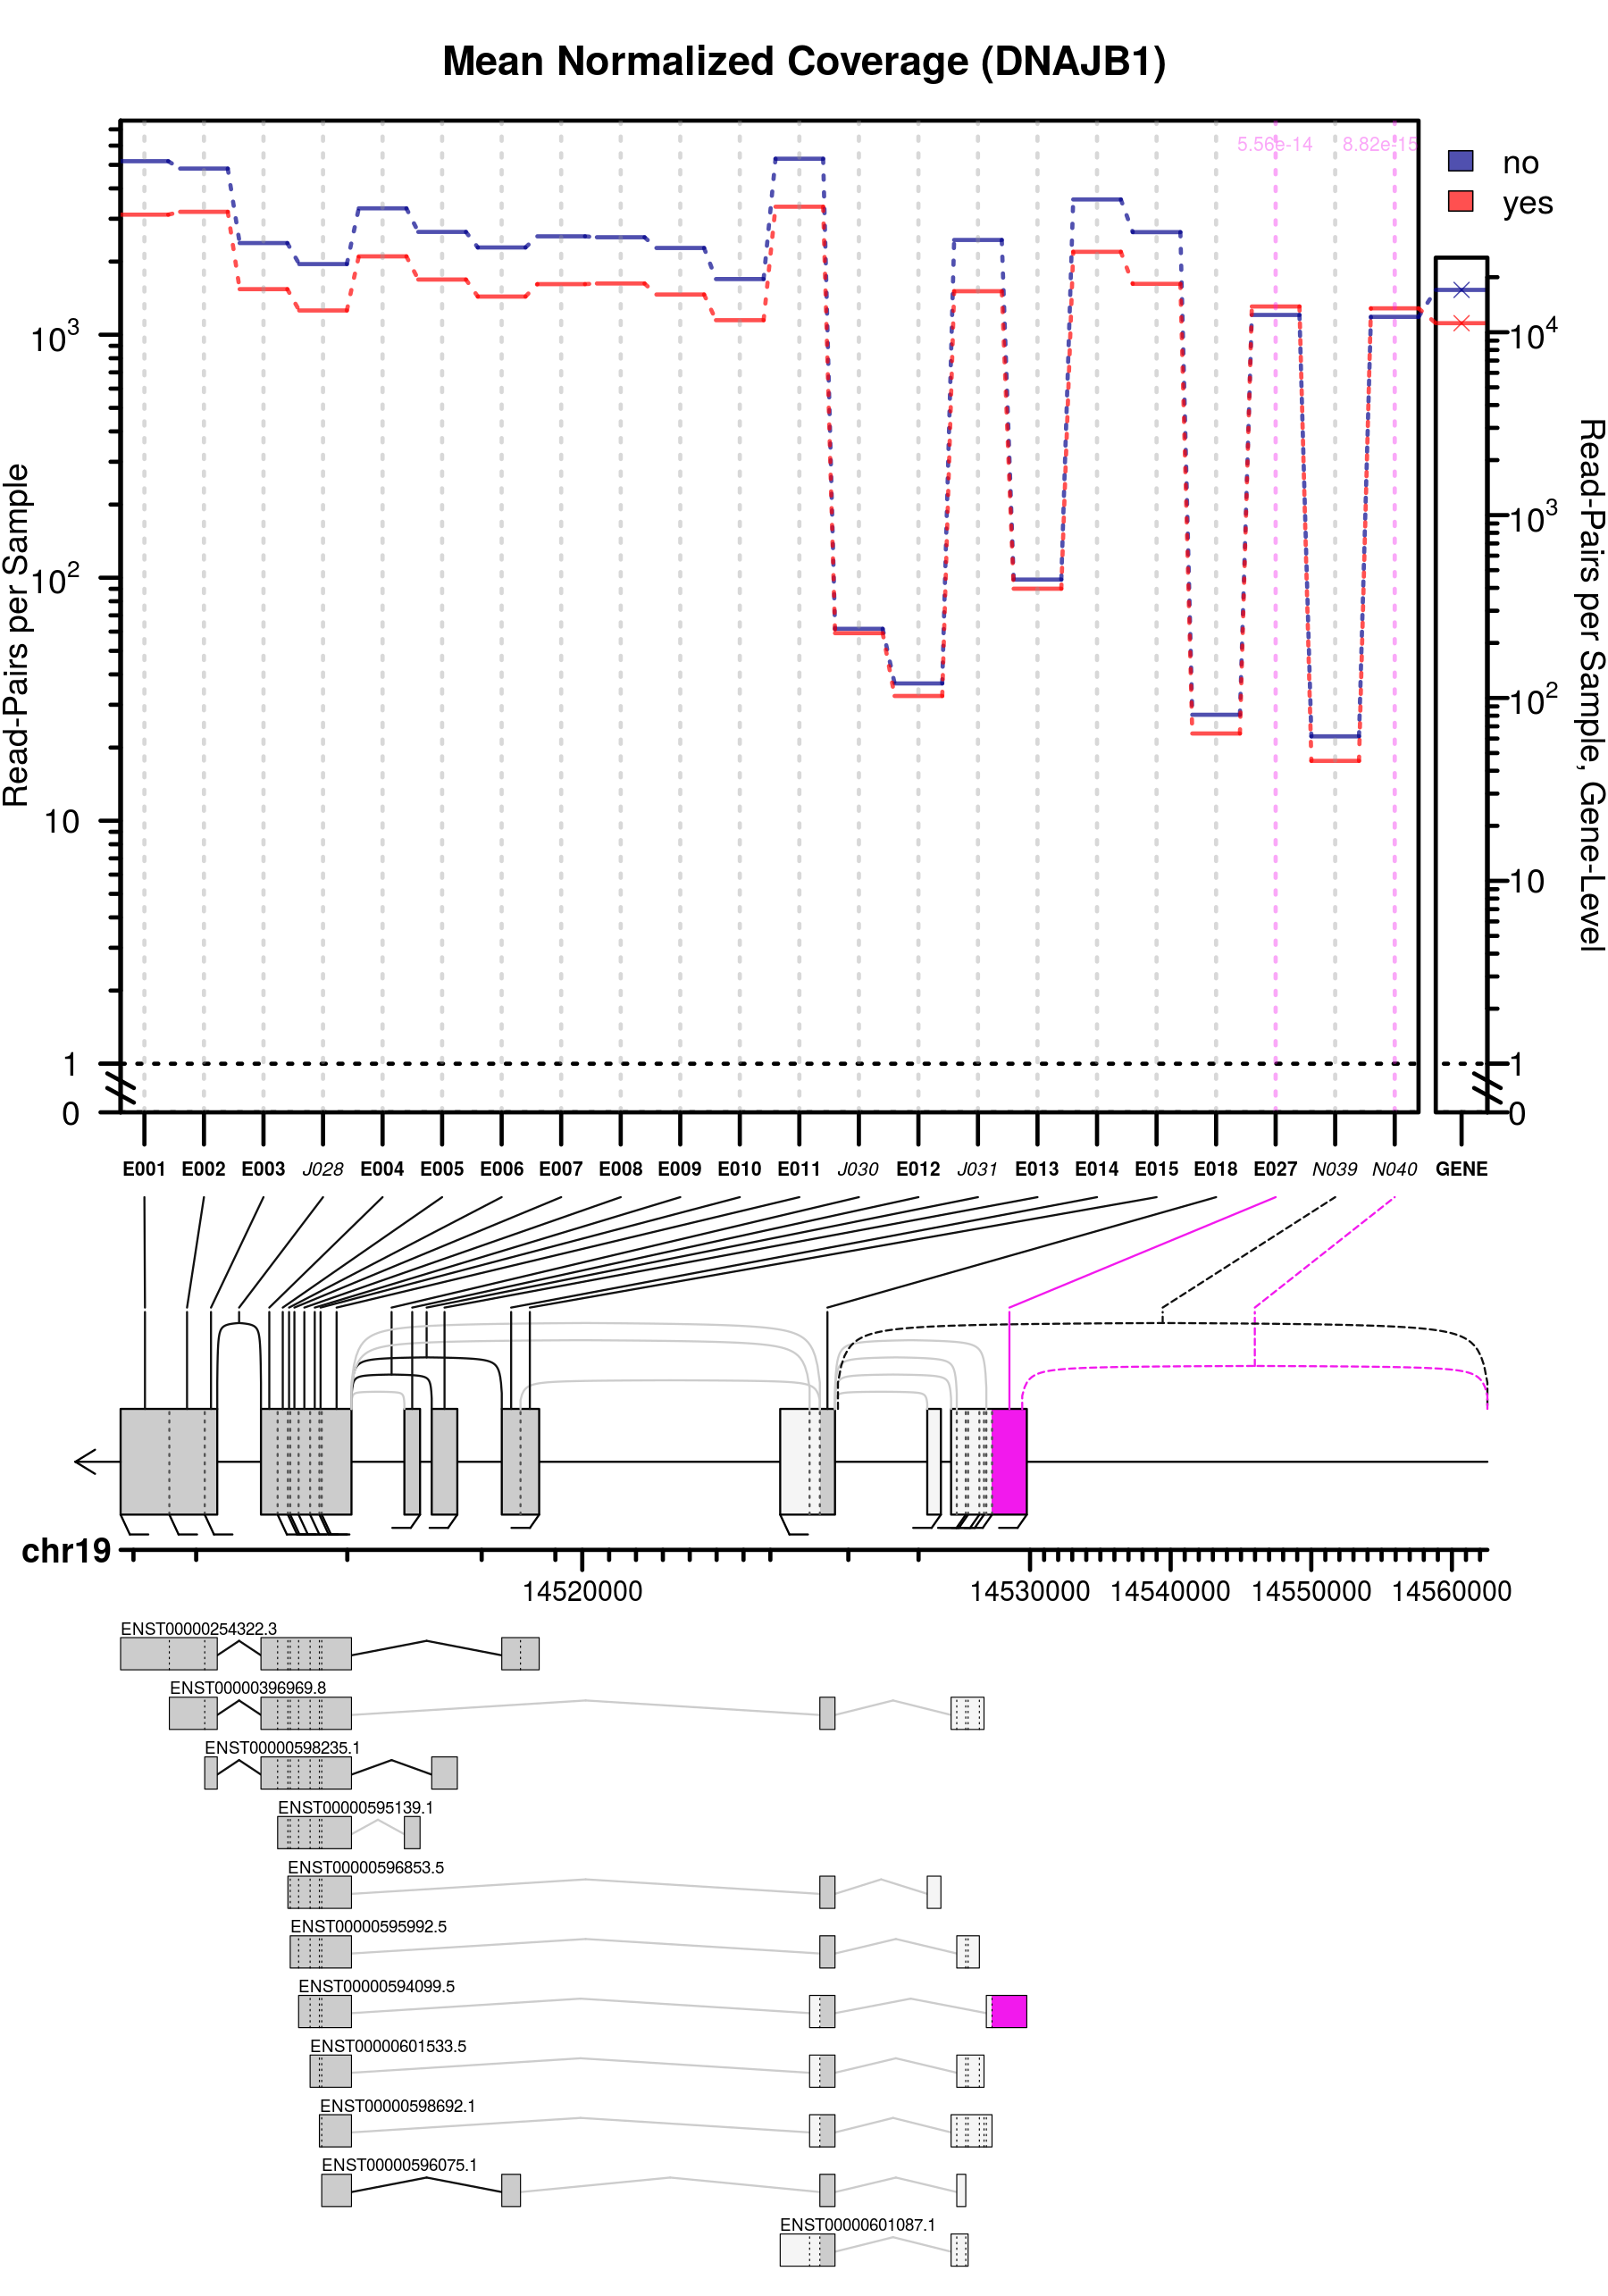 Mean Normalized Coverage (DNAJB1)
5.56e-14 8.82e-15
no
yes
Read-Pairs per Sample
10^3
10^2
10
1
0
10^4
10^3
10^2
10
1
0
Read-Pairs per Sample, Gene-Level
E001 E002 E003 J028 E004 E005 E006 E007 E008 E009 E010 E011 J030 E012 J031 E013 E014 E015 E018 E027 N039 N040 GENE
chr19
14520000 14530000 14540000 14550000 14560000
ENST00000254322.3
ENST00000396969.8
ENST00000598235.1
ENST00000595139.1
ENST00000596853.5
ENST00000595992.5
ENST00000594099.5
ENST00000601533.5
ENST00000598692.1
ENST00000596075.1
ENST00000601087.1